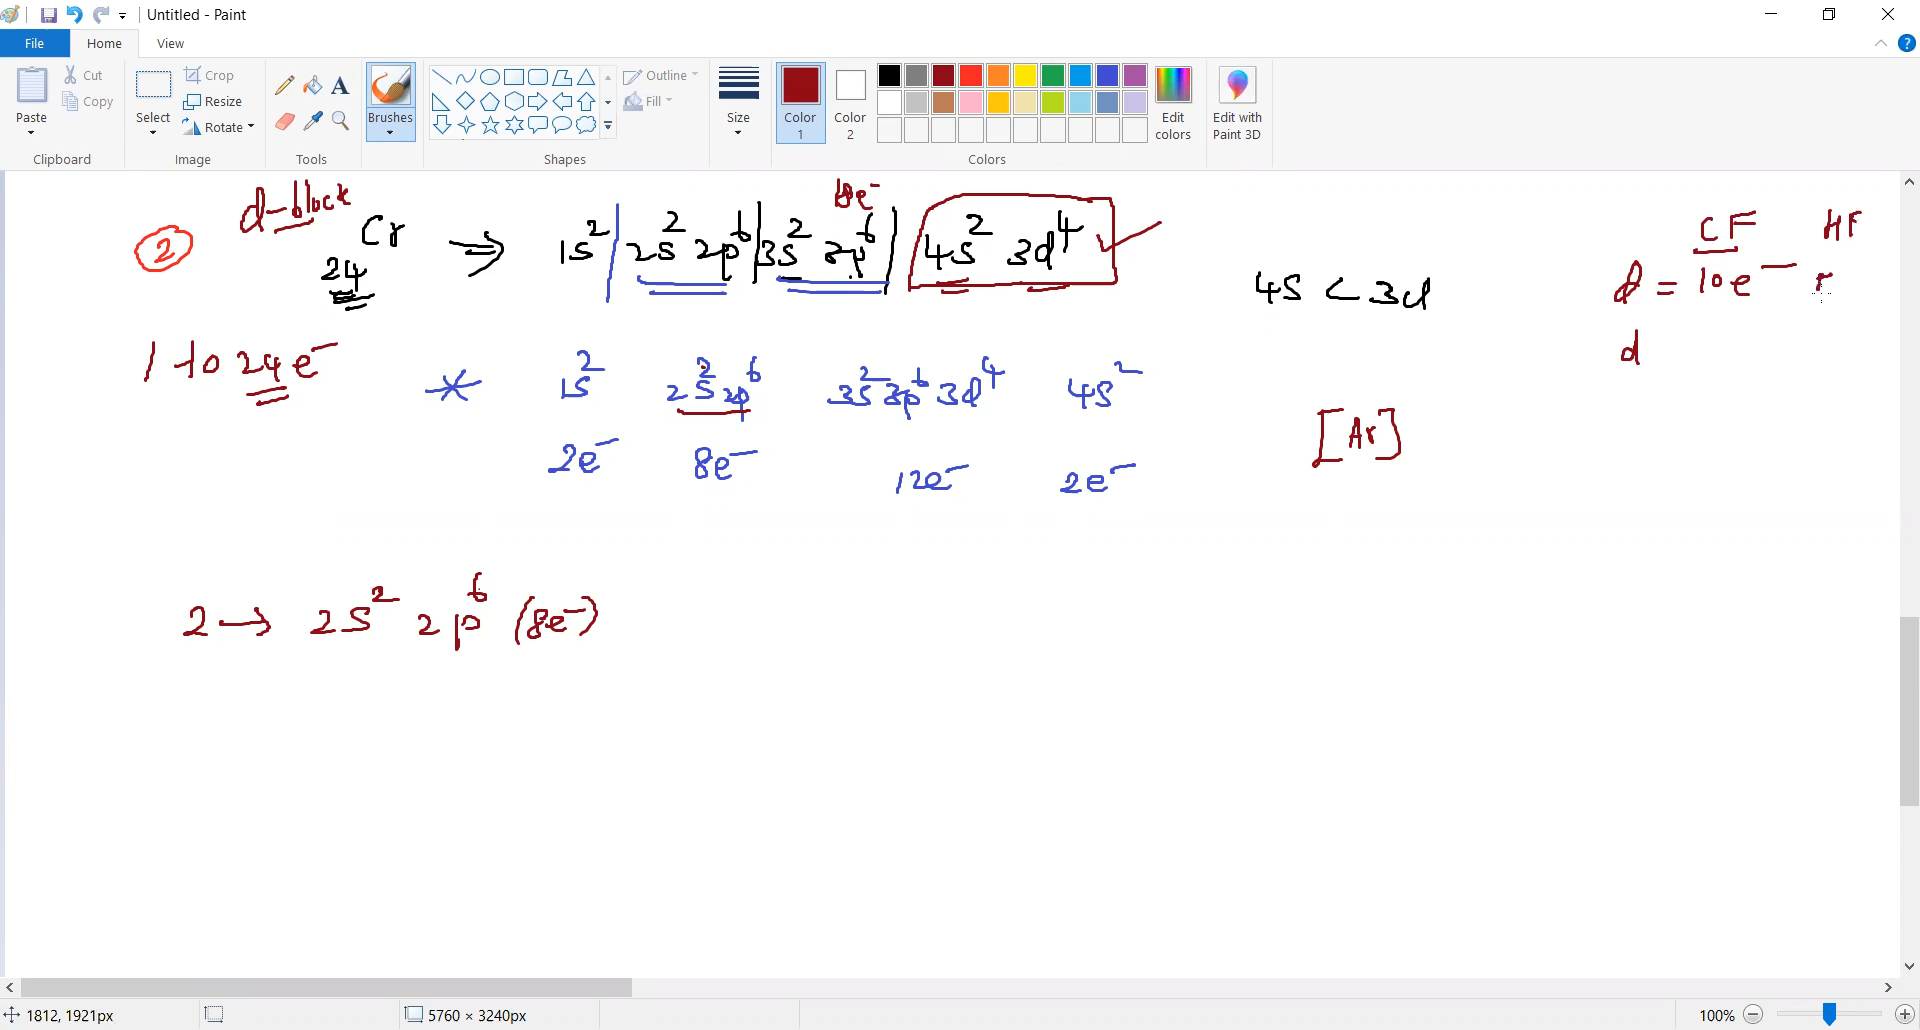 Untitled - Paint
File Home View
Paste Cut Copy Clipboard
Select Crop Resize Rotate Image
Tools
Brushes
Shapes Outline Fill
Size
Color 1 Color 2 Colors Edit colors Edit with Paint 3D
d-block 18e⁻
② Cr ⇒ 1s² | 2s² 2p⁶ | 3s² 3p⁶ | 4s² 3d⁴ CF HF
24 4s < 3d d = 10e⁻
1 to 24e⁻ * 1s² 2s² 2p⁶ 3s² 3p⁶ 3d⁴ 4s² d
2e⁻ 8e⁻ 12e⁻ 2e⁻ [Ar]
2 → 2s² 2p⁶ (8e⁻)
1812, 1921px 5760 × 3240px 100%